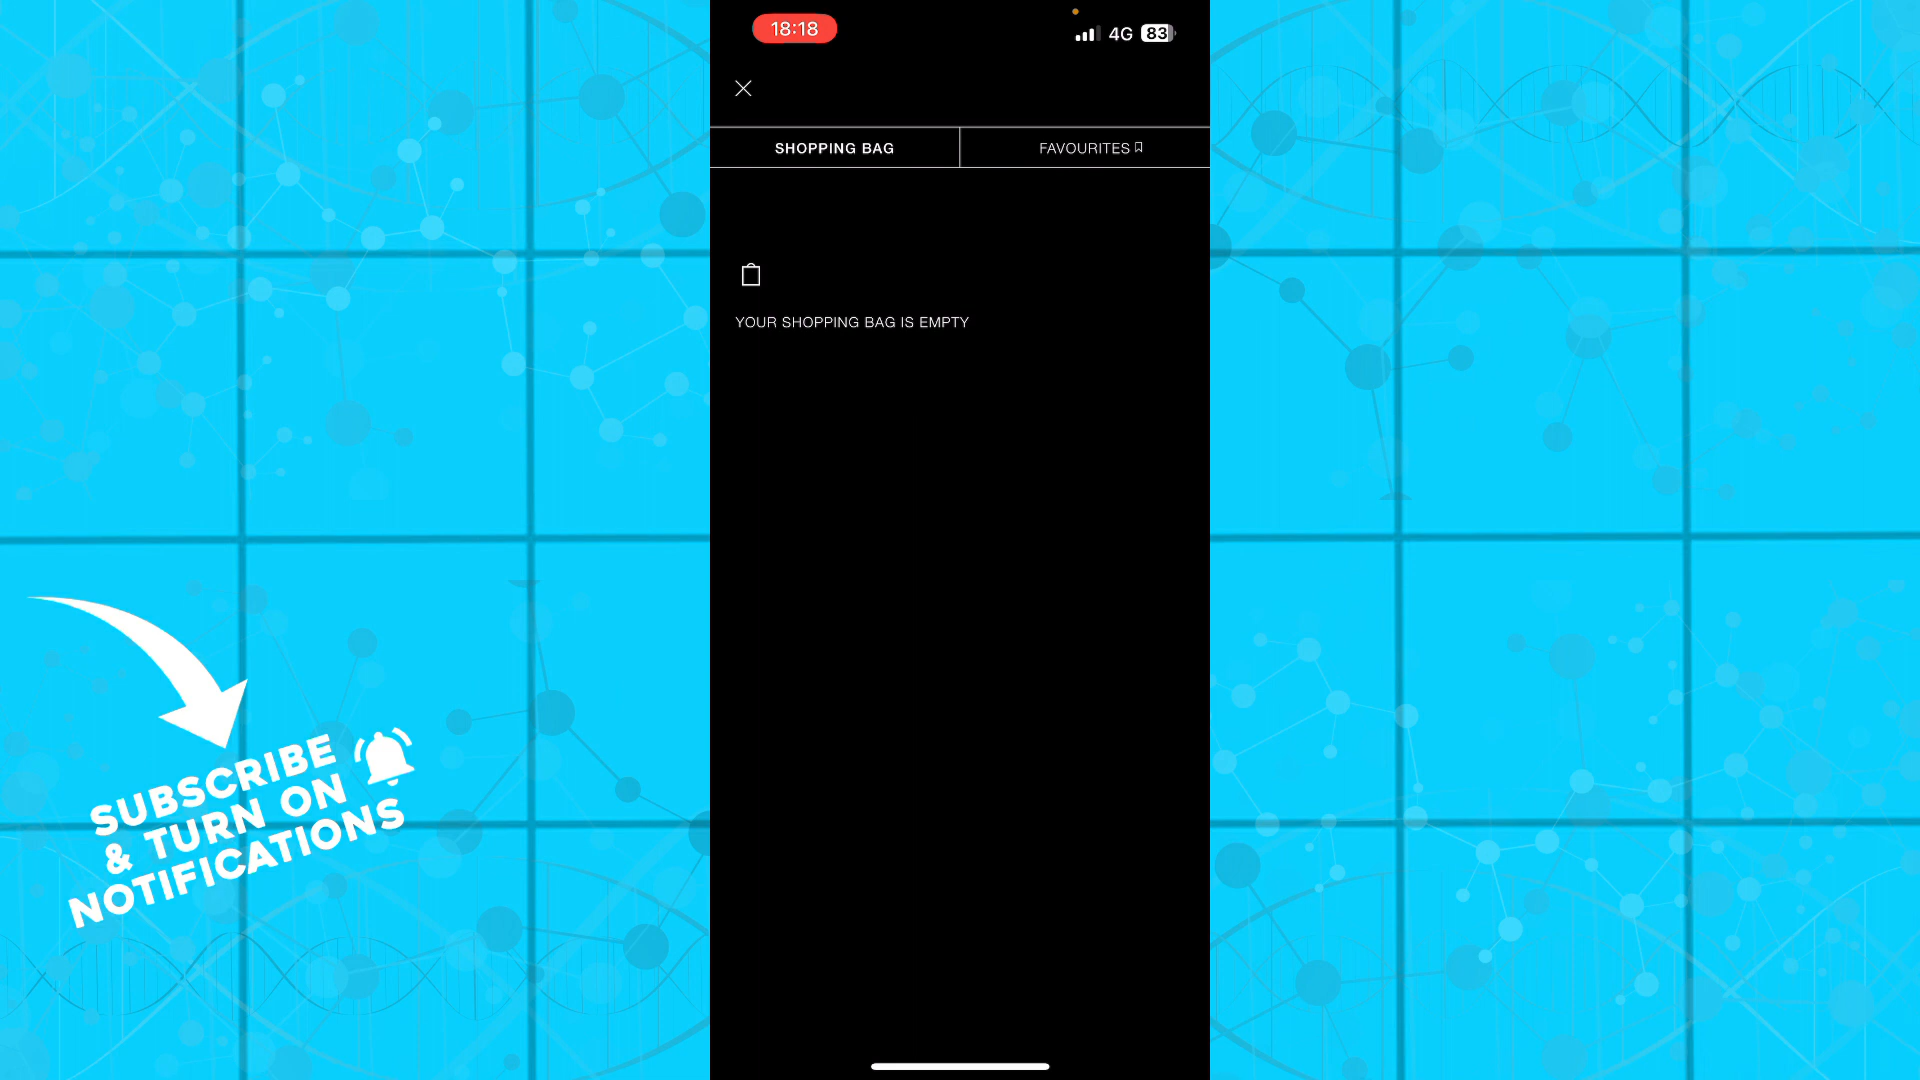 18:18
4G 83
SHOPPING BAG
FAVOURITES
YOUR SHOPPING BAG IS EMPTY
SUBSCRIBE
& TURN ON
NOTIFICATIONS